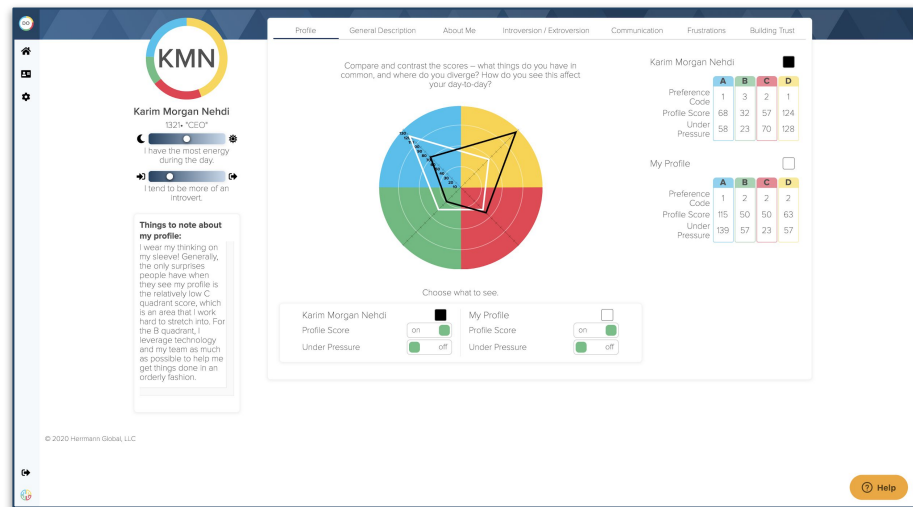 Profile
General Description
About Me
Introversion / Extroversion
Communication
Frustrations
Building Trust
KMN
Karim Morgan Nehdi
1321• "CEO"
I have the most energy
during the day.
I tend to be more of an
introvert.
Things to note about
my profile:
I wear my thinking on
my sleeve! Generally,
the only surprises
people have when
they see my profile is
the relatively low C
quadrant score, which
is an area that I work
hard to stretch into. For
the B quadrant, I
leverage technology
and my team as much
as possible to help me
get things done in an
orderly fashion.
Compare and contrast the scores – what things do you have in
common, and where do you diverge? How do you see this affect
your day-to-day?
Choose what to see.
Karim Morgan Nehdi
Profile Score on
Under Pressure off
My Profile
Profile Score on
Under Pressure off
Karim Morgan Nehdi
A B C D
Preference
Code 1 3 2 1
Profile Score 68 32 57 124
Under
Pressure 58 23 70 128
My Profile
A B C D
Preference
Code 1 2 2 2
Profile Score 115 50 50 63
Under
Pressure 139 57 23 57
© 2020 Herrmann Global, LLC
Help